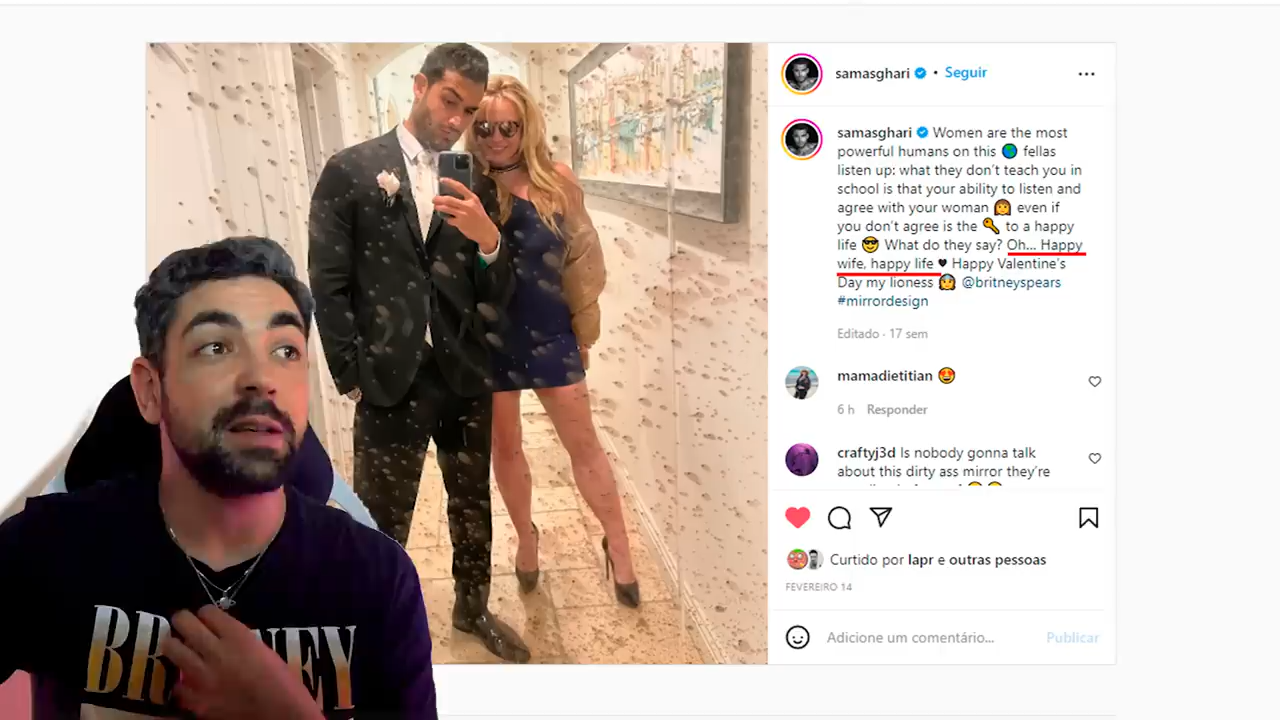 samasghari • Seguir
samasghari Women are the most
powerful humans on this 🌍 fellas
listen up: what they don't teach you in
school is that your ability to listen and
agree with your woman 👩 even if
you don't agree is the 🔑 to a happy
life 😎 What do they say? Oh... Happy
wife, happy life ♥ Happy Valentine's
Day my lioness 👰 @britneyspears
#mirrordesign
Editado · 17 sem
mamadietitian 😍
6 h Responder
craftyj3d Is nobody gonna talk
about this dirty ass mirror they're
Curtido por lapr e outras pessoas
FEVEREIRO 14
Adicione um comentário... Publicar